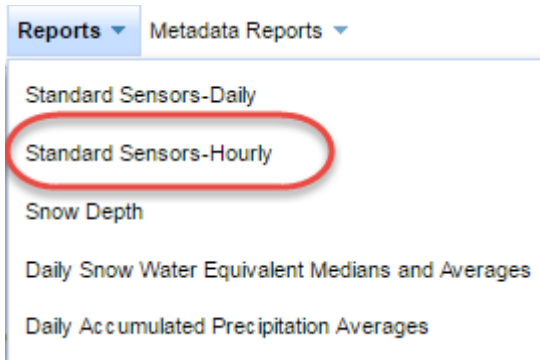 Reports Metadata Reports
Standard Sensors-Daily
Standard Sensors-Hourly
Snow Depth
Daily Snow Water Equivalent Medians and Averages
Daily Accumulated Precipitation Averages